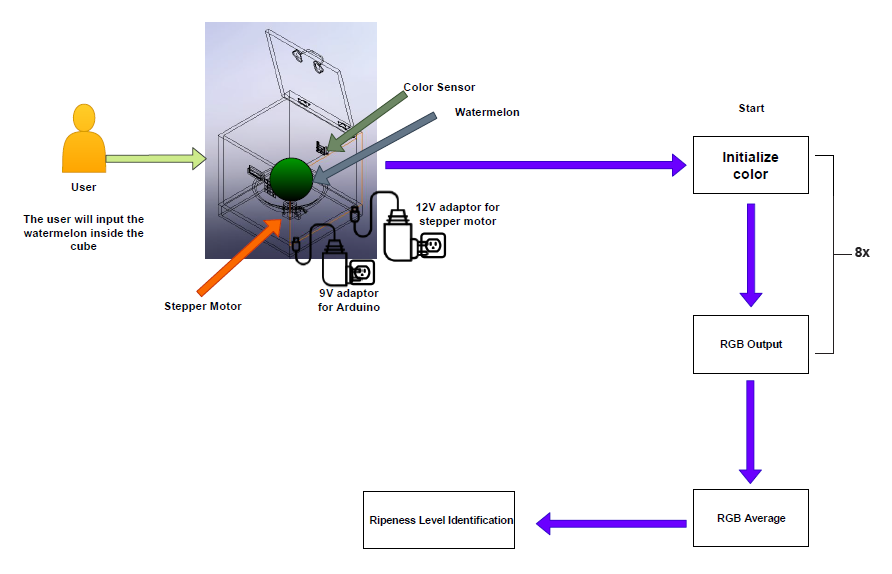 Color Sensor
Watermelon
Start
Initialize
color
User
The user will input the
watermelon inside the
cube
12V adaptor for
stepper motor
8x
9V adaptor
for Arduino
Stepper Motor
RGB Output
RGB Average
Ripeness Level Identification